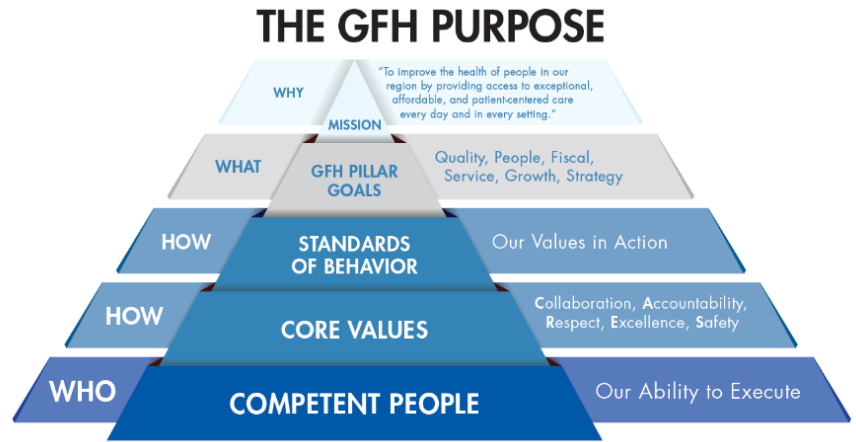 THE GFH PURPOSE
WHY
MISSION
"To improve the health of people in our
region by providing access to exceptional,
affordable, and patient-centered care
every day and in every setting."
WHAT
GFH PILLAR
GOALS
Quality, People, Fiscal,
Service, Growth, Strategy
HOW
STANDARDS
OF BEHAVIOR
Our Values in Action
HOW
CORE VALUES
Collaboration, Accountability,
Respect, Excellence, Safety
WHO
COMPETENT PEOPLE
Our Ability to Execute